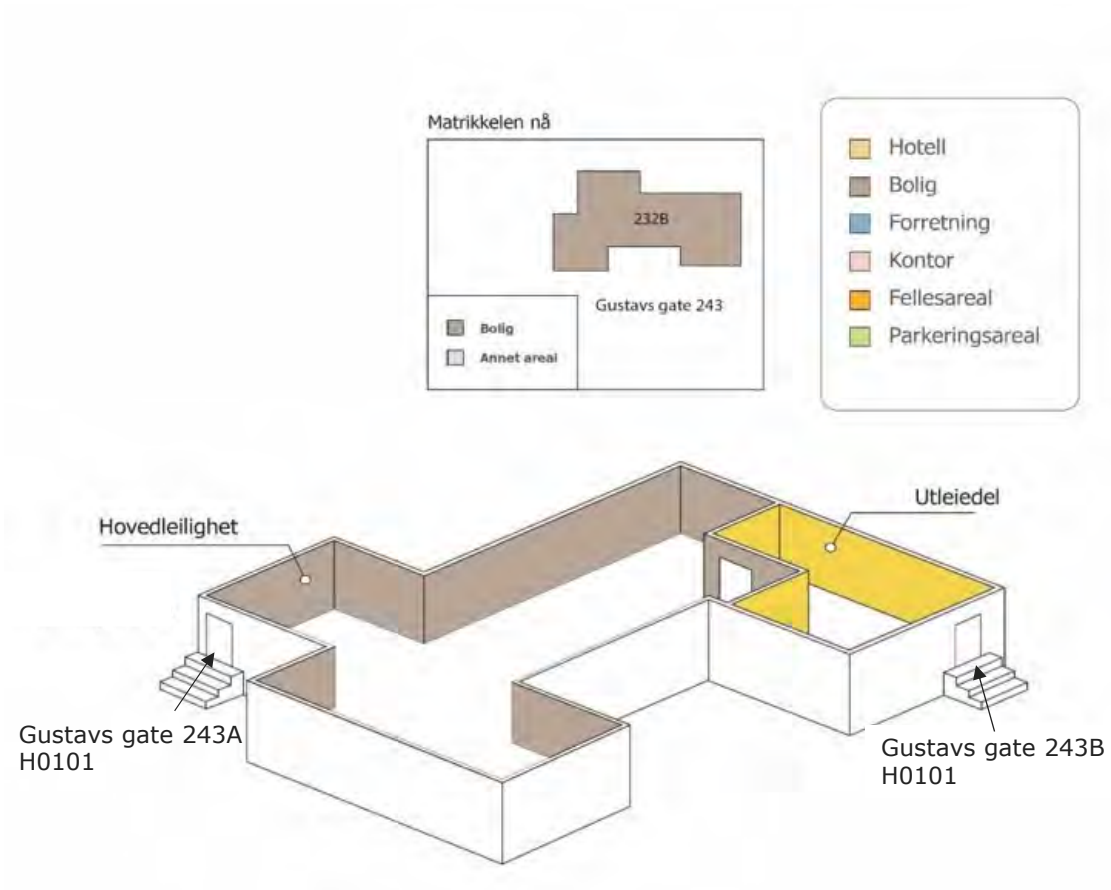 Matrikkelen nå
232B
Gustavs gate 243
Bolig
Annet areal
Hotell
Bolig
Forretning
Kontor
Fellesareal
Parkeringsareal
Hovedleilighet
Utleiedel
Gustavs gate 243A
H0101
Gustavs gate 243B
H0101